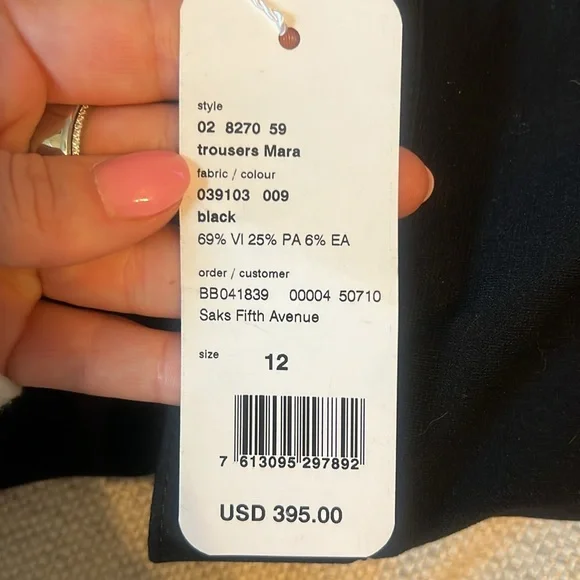 style
02 8270 59
trousers Mara
fabric / colour
039103 009
black
69% VI 25% PA 6% EA
order / customer
BB041839 00004 50710
Saks Fifth Avenue
size 12
7 613095 297892
USD 395.00